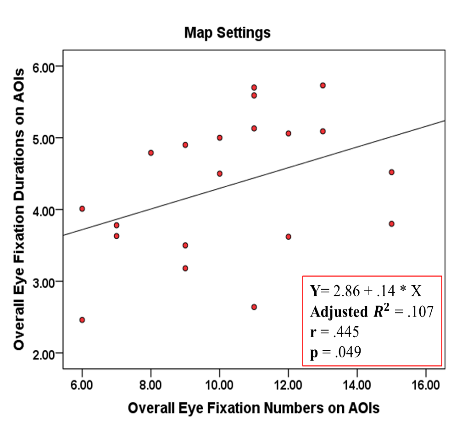 Map Settings
Overall Eye Fixation Durations on AOIs
6.00
5.00
4.00
3.00
2.00
Y= 2.86 + .14 * X
Adjusted R² = .107
r = .445
p = .049
6.00 8.00 10.00 12.00 14.00 16.00
Overall Eye Fixation Numbers on AOIs